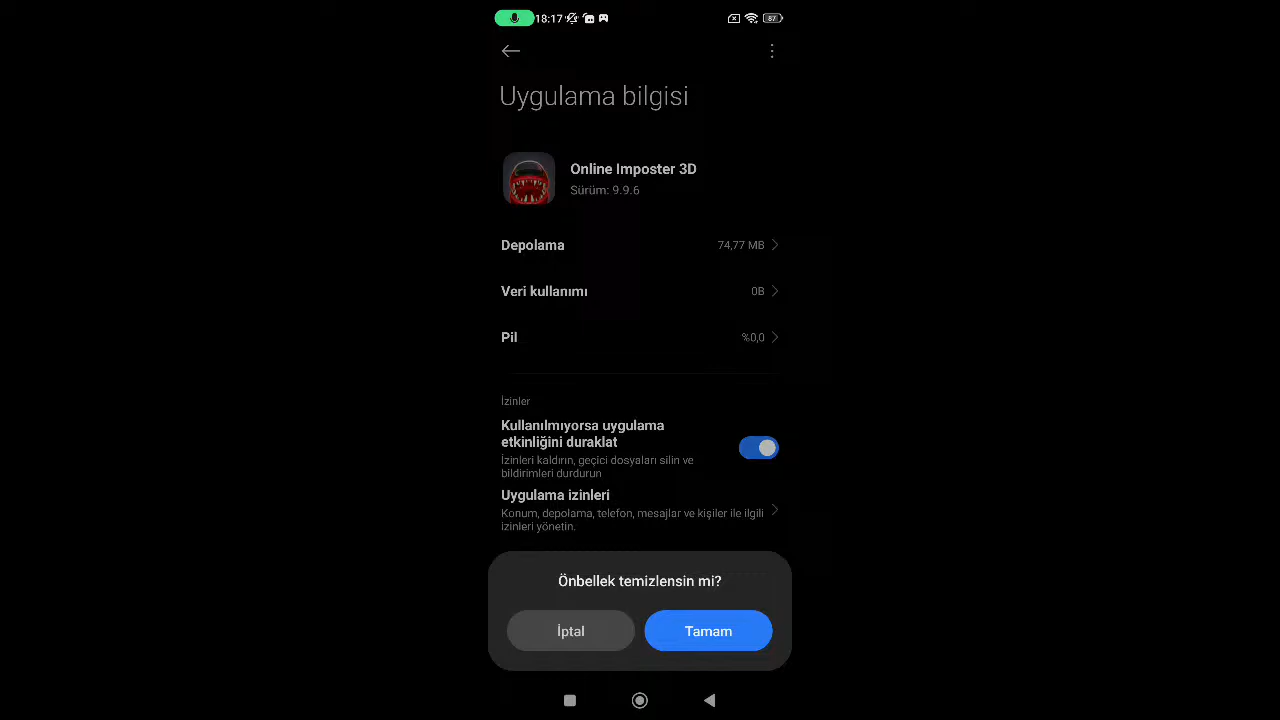 18:17
87
Uygulama bilgisi
Online Imposter 3D
Sürüm: 9.9.6
Depolama 74,77 MB
Veri kullanımı 0B
Pil %0,0
İzinler
Kullanılmıyorsa uygulama
etkinliğini duraklat
İzinleri kaldırın, geçici dosyaları silin ve
bildirimleri durdurun
Uygulama izinleri
Konum, depolama, telefon, mesajlar ve kişiler ile ilgili
izinleri yönetin.
Önbellek temizlensin mi?
İptal Tamam